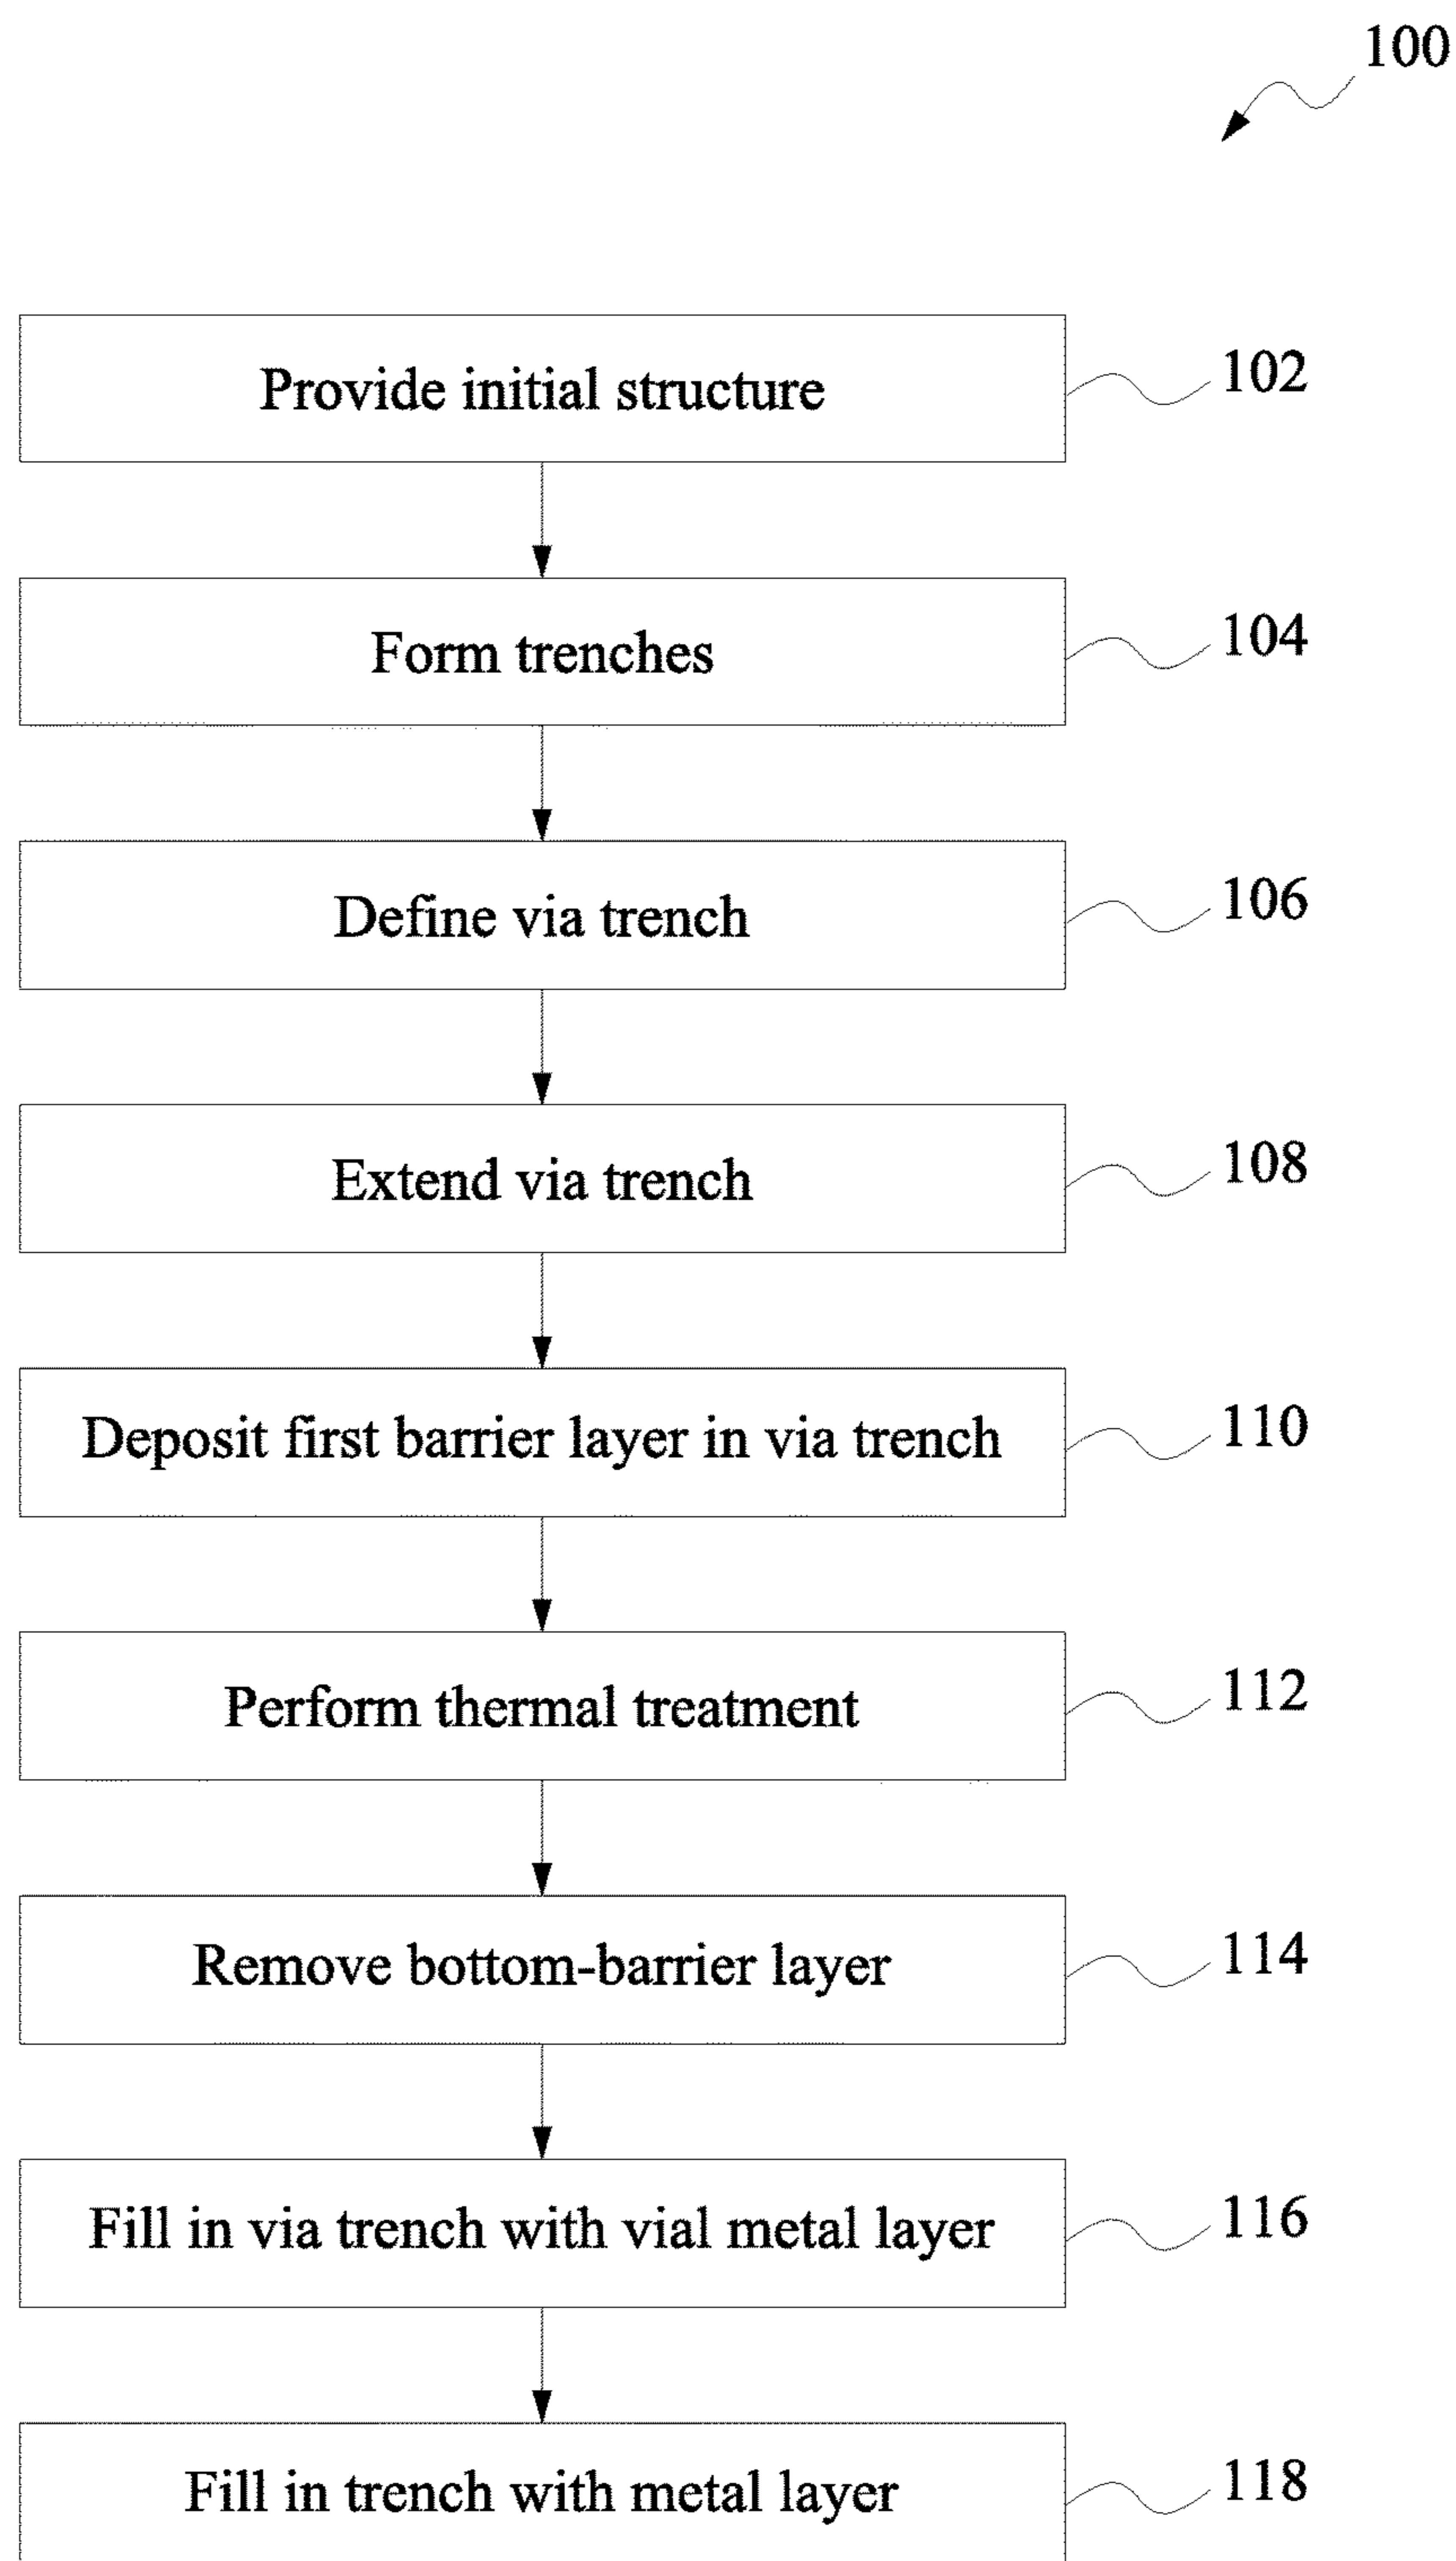 100
Provide initial structure 102
Form trenches 104
Define via trench 106
Extend via trench 108
Deposit first barrier layer in via trench 110
Perform thermal treatment 112
Remove bottom-barrier layer 114
Fill in via trench with vial metal layer 116
Fill in trench with metal layer 118